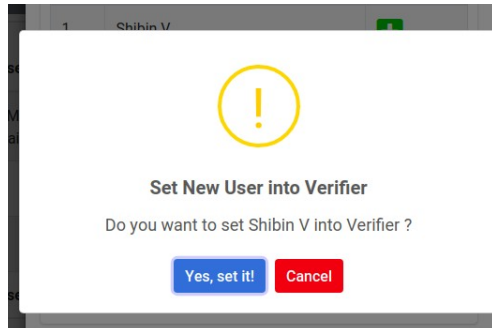 1 Shibin V
Set New User into Verifier
Do you want to set Shibin V into Verifier ?
Yes, set it! Cancel